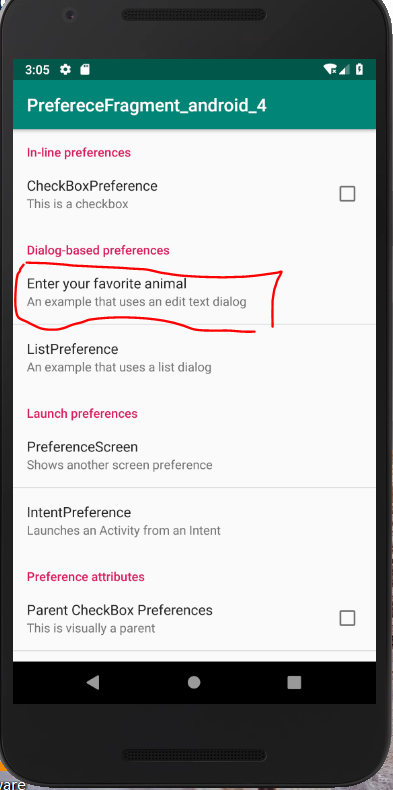 3:05
PrefereceFragment_android_4
In-line preferences
CheckBoxPreference
This is a checkbox
Dialog-based preferences
Enter your favorite animal
An example that uses an edit text dialog
ListPreference
An example that uses a list dialog
Launch preferences
PreferenceScreen
Shows another screen preference
IntentPreference
Launches an Activity from an Intent
Preference attributes
Parent CheckBox Preferences
This is visually a parent
ware